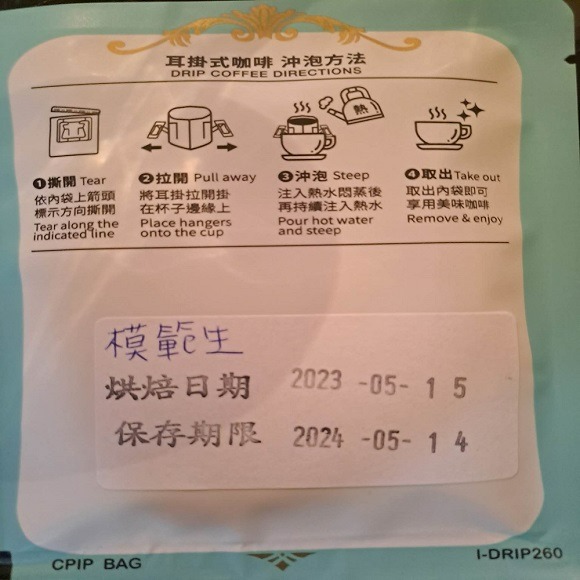 耳掛式咖啡 沖泡方法
DRIP COFFEE DIRECTIONS
熱
1 撕開 Tear
依內袋上箭頭
標示方向撕開
Tear along the
indicated line
2 拉開 Pull away
將耳掛拉開掛
在杯子邊緣上
Place hangers
onto the cup
3 沖泡 Steep
注入熱水悶蒸後
再持續注入熱水
Pour hot water
and steep
4 取出 Take out
取出內袋即可
享用美味咖啡
Remove & enjoy
模範生
烘焙日期 2023 -05- 1 5
保存期限 2024 -05- 1 4
CPIP BAG
I-DRIP260